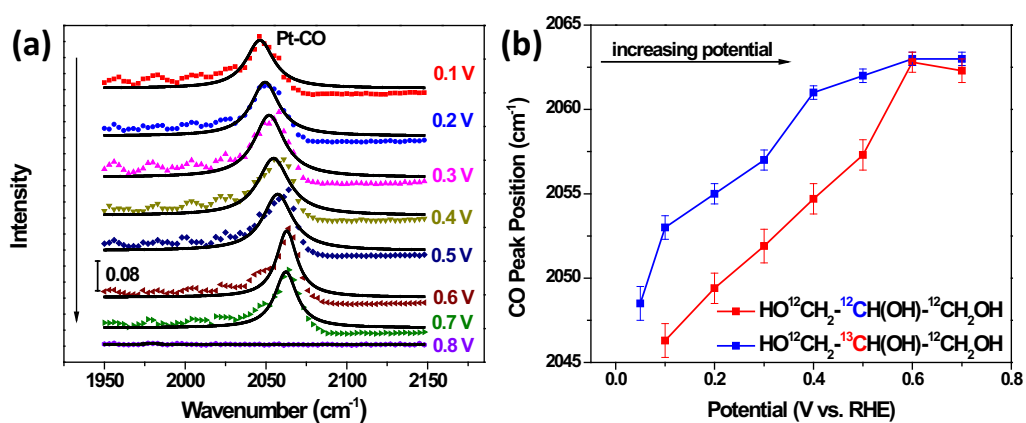 (a)
Pt-CO
0.1 V
0.2 V
0.3 V
0.4 V
0.5 V
0.08
0.6 V
0.7 V
0.8 V
Intensity
1950 2000 2050 2100 2150
Wavenumber (cm⁻¹)
(b)
2065
increasing potential
2060
2055
2050
2045
CO Peak Position (cm⁻¹)
HO¹²CH₂-¹²CH(OH)-¹²CH₂OH
HO¹²CH₂-¹³CH(OH)-¹²CH₂OH
0.0 0.2 0.4 0.6 0.8
Potential (V vs. RHE)